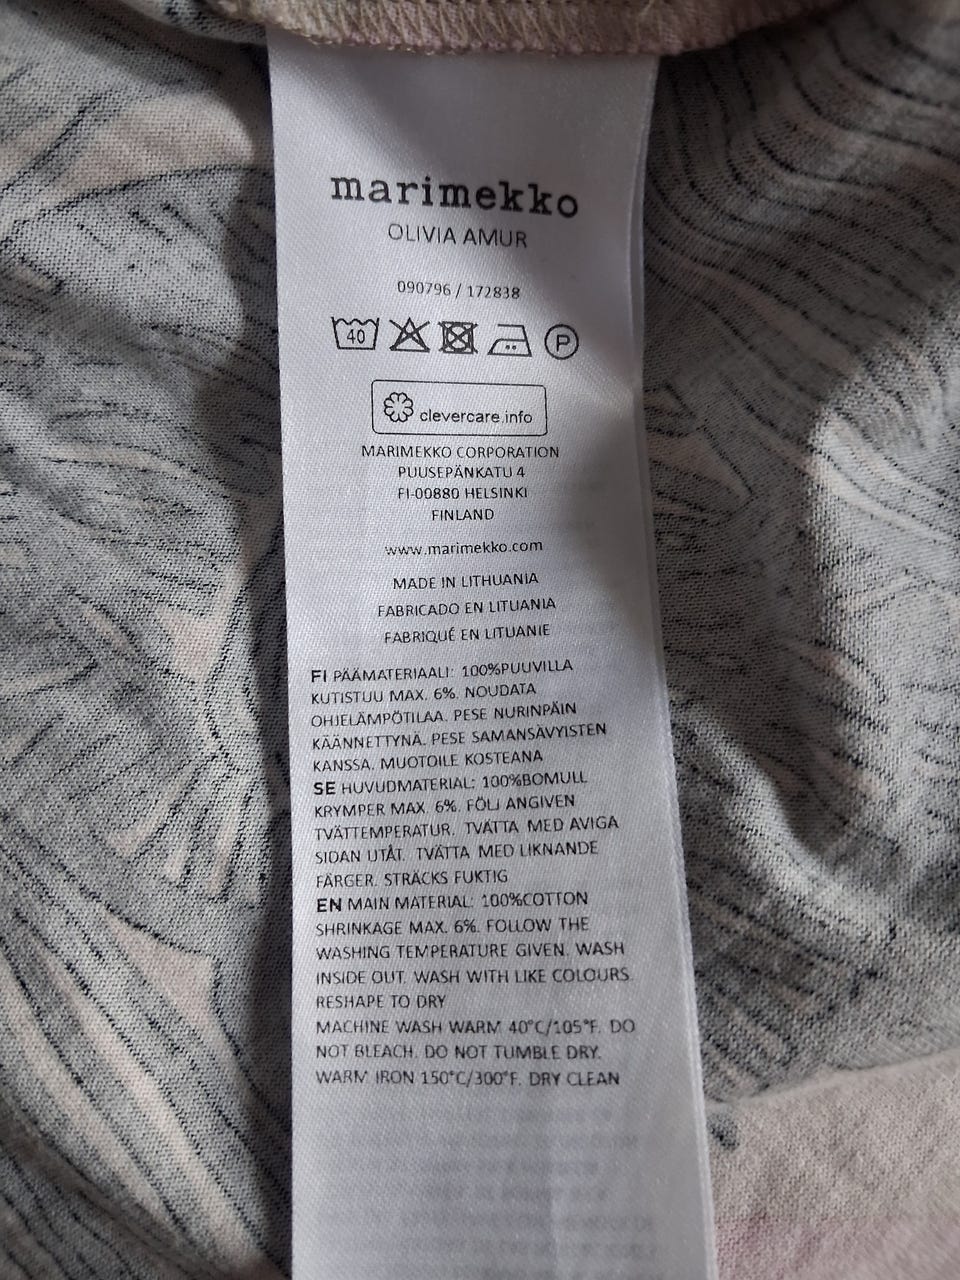 marimekko
OLIVIA AMUR
090796 / 172838
40 P
clevercare.info
MARIMEKKO CORPORATION
PUUSEPÄNKATU 4
FI-00880 HELSINKI
FINLAND
www.marimekko.com
MADE IN LITHUANIA
FABRICADO EN LITUANIA
FABRIQUÉ EN LITUANIE
FI PÄÄMATERIAALI: 100%PUUVILLA
KUTISTUU MAX. 6%. NOUDATA
OHJELÄMPÖTILAA. PESE NURINPÄIN
KÄÄNNETTYNÄ. PESE SAMANSÄVYISTEN
KANSSA. MUOTOILE KOSTEANA
SE HUVUDMATERIAL: 100%BOMULL
KRYMPER MAX. 6%. FÖLJ ANGIVEN
TVÄTTEMPERATUR. TVÄTTA MED AVIGA
SIDAN UTÅT. TVÄTTA MED LIKNANDE
FÄRGER. STRÄCKS FUKTIG
EN MAIN MATERIAL: 100%COTTON
SHRINKAGE MAX. 6%. FOLLOW THE
WASHING TEMPERATURE GIVEN. WASH
INSIDE OUT. WASH WITH LIKE COLOURS.
RESHAPE TO DRY
MACHINE WASH WARM 40°C/105°F. DO
NOT BLEACH. DO NOT TUMBLE DRY.
WARM IRON 150°C/300°F. DRY CLEAN